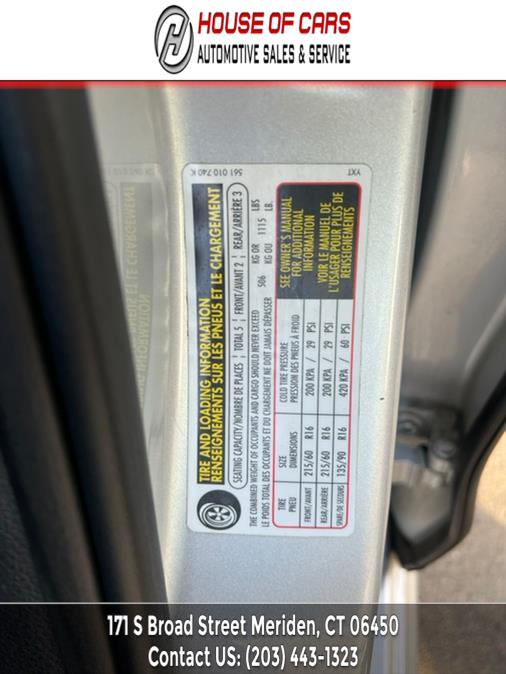 HOUSE OF CARS
AUTOMOTIVE SALES & SERVICE
561 010 740 K
YXT
TIRE AND LOADING INFORMATION
RENSEIGNEMENTS SUR LES PNEUS ET LE CHARGEMENT
SEATING CAPACITY/NOMBRE DE PLACES | TOTAL 5 | FRONT/AVANT 2 | REAR/ARRIÈRE 3
THE COMBINED WEIGHT OF OCCUPANTS AND CARGO SHOULD NEVER EXCEED 506 KG OR 1115 LBS
LE POIDS TOTAL DES OCCUPANTS ET DU CHARGEMENT NE DOIT JAMAIS DÉPASSER KG OU LB.
TIRE SIZE COLD TIRE PRESSURE
PNEU DIMENSIONS PRESSION DES PNEUS À FROID
FRONT/AVANT 215/60 R16 200 KPA / 29 PSI
REAR/ARRIÈRE 215/60 R16 200 KPA / 29 PSI
SPARE/DE SECOURS 135/90 R16 420 KPA / 60 PSI
SEE OWNER'S MANUAL
FOR ADDITIONAL
INFORMATION
VOIR LE MANUEL DE
L'USAGER POUR PLUS DE
RENSEIGNEMENTS
171 S Broad Street Meriden, CT 06450
Contact US: (203) 443-1323